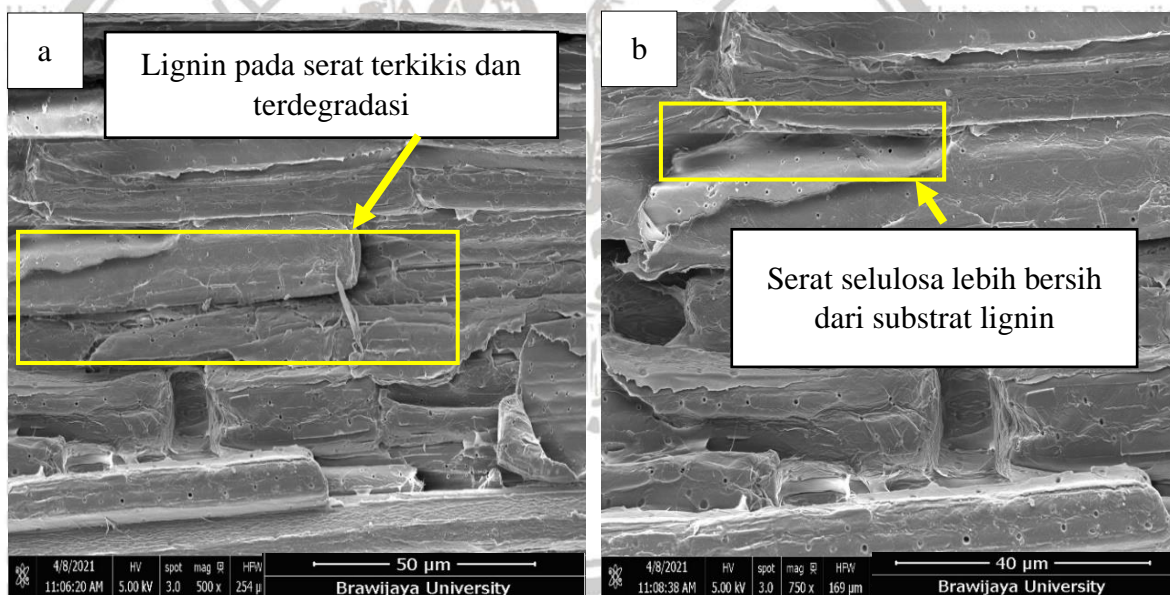 a
Lignin pada serat terkikis dan
terdegradasi
4/8/2021 HV spot mag HFW
11:06:20 AM 5.00 kV 3.0 500 x 254 µ
50 µm
Brawijaya University
Universitas Brawij
b
Serat selulosa lebih bersih
dari substrat lignin
4/8/2021 HV spot mag HFW
11:08:38 AM 5.00 kV 3.0 750 x 169 µm
40 µm
Brawijaya University